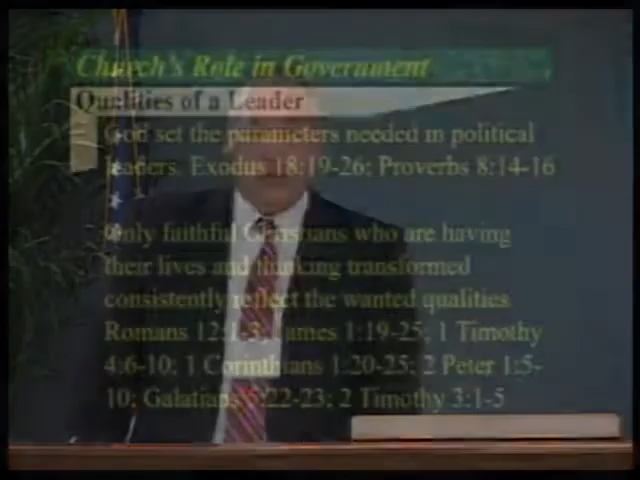 Church's Role in Government
Qualities of a Leader
God set the parameters needed in political
leaders. Exodus 18:19-26; Proverbs 8:14-16
Only faithful Christians who are having
their lives and thinking transformed
consistently reflect the wanted qualities
Romans 12:1-3; James 1:19-25; 1 Timothy
4:6-10; 1 Corinthians 1:20-25; 2 Peter 1:5-
10; Galatians 5:22-23; 2 Timothy 3:1-5